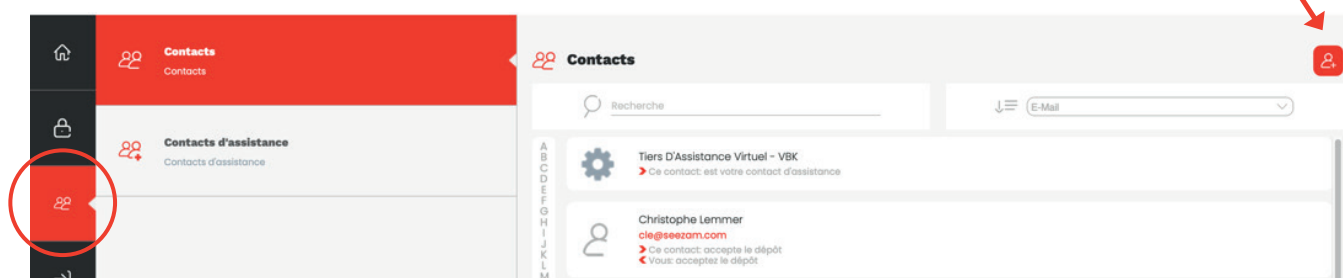 Contacts
Contacts
Contacts d'assistance
Contacts d'assistance
Contacts
Recherche
E-Mail
A
B
C
D
E
F
G
H
I
J
K
L
M
Tiers D'Assistance Virtuel - VBK
Ce contact: est votre contact d'assistance
Christophe Lemmer
cle@seezam.com
Ce contact: accepte le dépôt
Vous: acceptez le dépôt